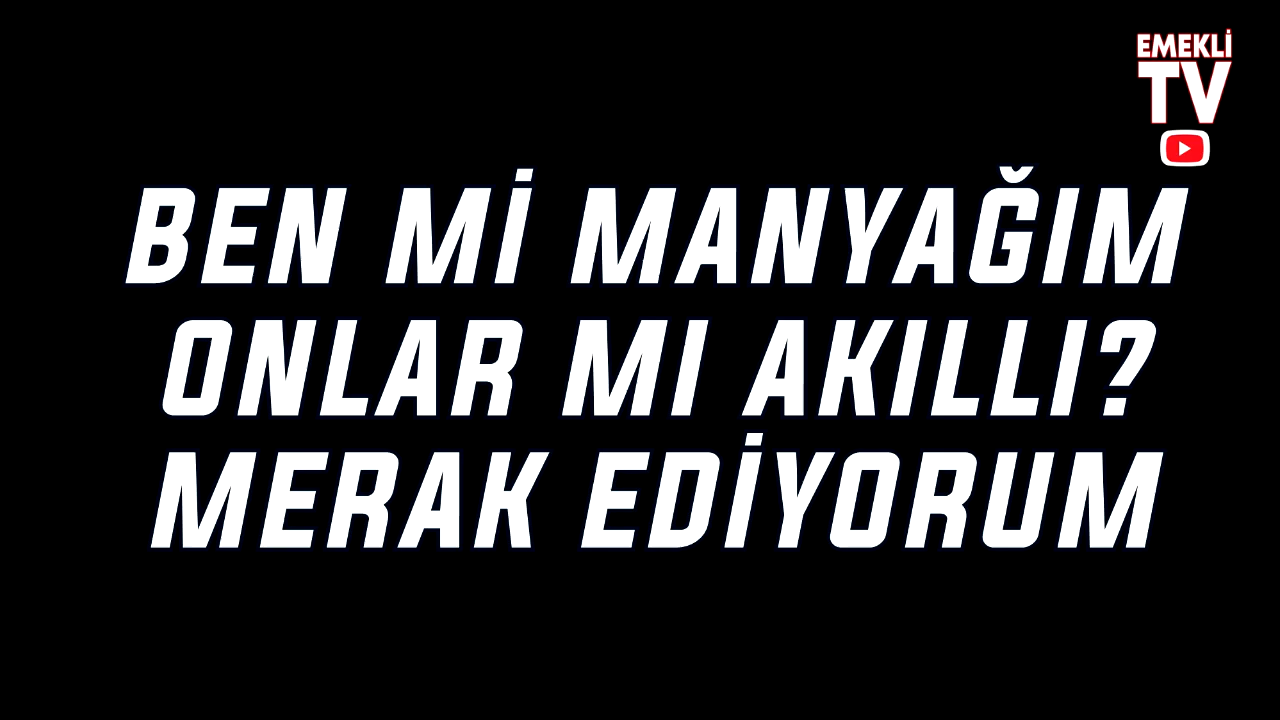 EMEKLİ
TV
BEN Mİ MANYAĞIM
ONLAR MI AKILLI?
MERAK EDİYORUM